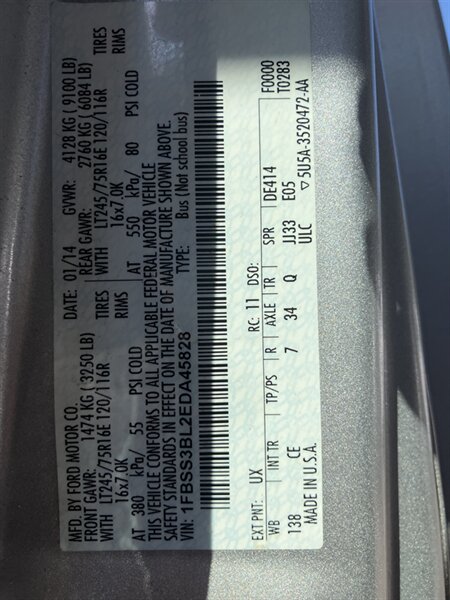 MFD. BY FORD MOTOR CO.
DATE: 01/14 GVWR: 4128 KG ( 9100 LB)
FRONT GAWR: 1474 KG ( 3250 LB) REAR GAWR: 2760 KG ( 6084 LB)
LT245/75R16E 120/116R TIRES WITH LT245/75R16E 120/116R TIRES
16x7.0K RIMS 16x7.0K RIMS
AT 380 kPa/ 55 PSI COLD AT 550 kPa/ 80 PSI COLD
THIS VEHICLE CONFORMS TO ALL APPLICABLE FEDERAL MOTOR VEHICLE
SAFETY STANDARDS IN EFFECT ON THE DATE OF MANUFACTURE SHOWN ABOVE.
VIN: 1FBSS3BL2EDA45828 TYPE: Bus (Not school bus)
EXT PNT: UX RC: 11 DSO: F0000
WB INT TR TP/PS R AXLE TR SPR DE414 T0283
138 CE 7 34 Q JJ33 E05
MADE IN U.S.A. ULC ▽5U5A-3520472-AA